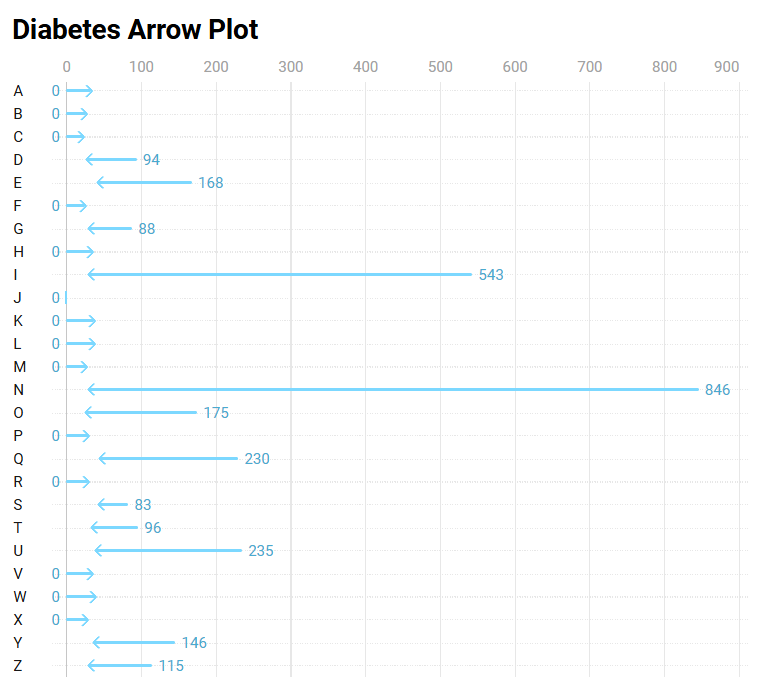 Diabetes Arrow Plot
0 100 200 300 400 500 600 700 800 900
A 0
B 0
C 0
D 94
E 168
F 0
G 88
H 0
I 543
J 0
K 0
L 0
M 0
N 846
O 175
P 0
Q 230
R 0
S 83
T 96
U 235
V 0
W 0
X 0
Y 146
Z 115